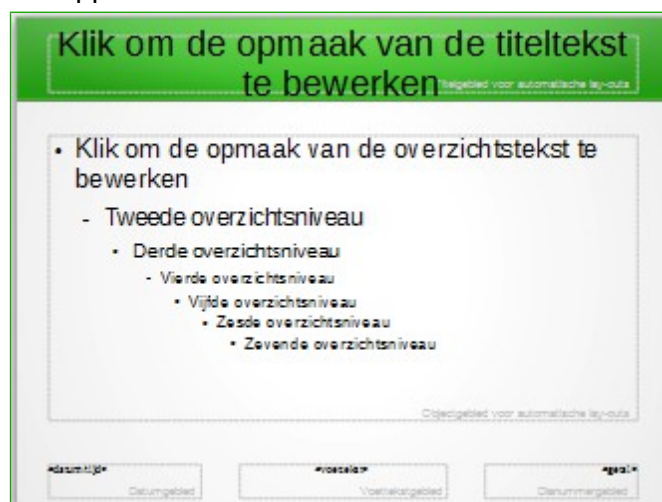 Klik om de opmaak van de titeltekst
te bewerken
Titelgebied voor automatische lay-outs
• Klik om de opmaak van de overzichtstekst te
bewerken
- Tweede overzichtsniveau
• Derde overzichtsniveau
- Vierde overzichtsniveau
• Vijfde overzichtsniveau
• Zesde overzichtsniveau
• Zevende overzichtsniveau
Objectgebied voor automatische lay-outs
<datum/tijd>
<voettekst>
<getal>
Datumgebied
Voettekstgebied
Dianummergebied